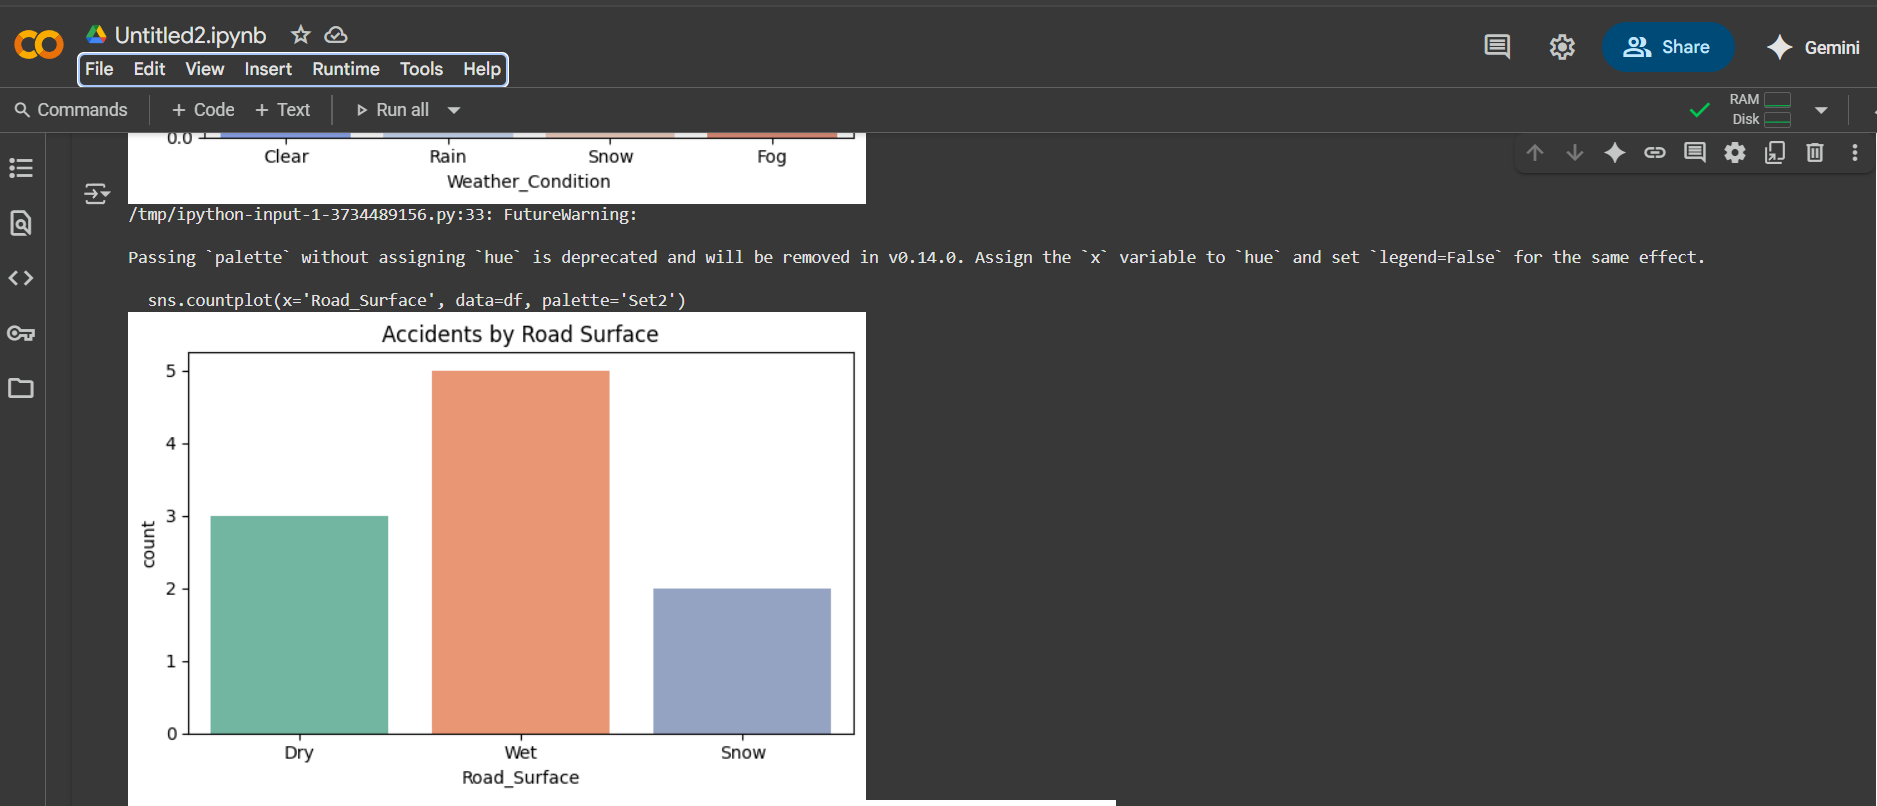 Untitled2.ipynb
File Edit View Insert Runtime Tools Help
Share
Gemini
Commands + Code + Text Run all
RAM
Disk
0.0
Clear Rain Snow Fog
Weather_Condition
/tmp/ipython-input-1-3734489156.py:33: FutureWarning:
Passing `palette` without assigning `hue` is deprecated and will be removed in v0.14.0. Assign the `x` variable to `hue` and set `legend=False` for the same effect.
sns.countplot(x='Road_Surface', data=df, palette='Set2')
Accidents by Road Surface
5
4
3
2
1
0
count
Dry Wet Snow
Road_Surface